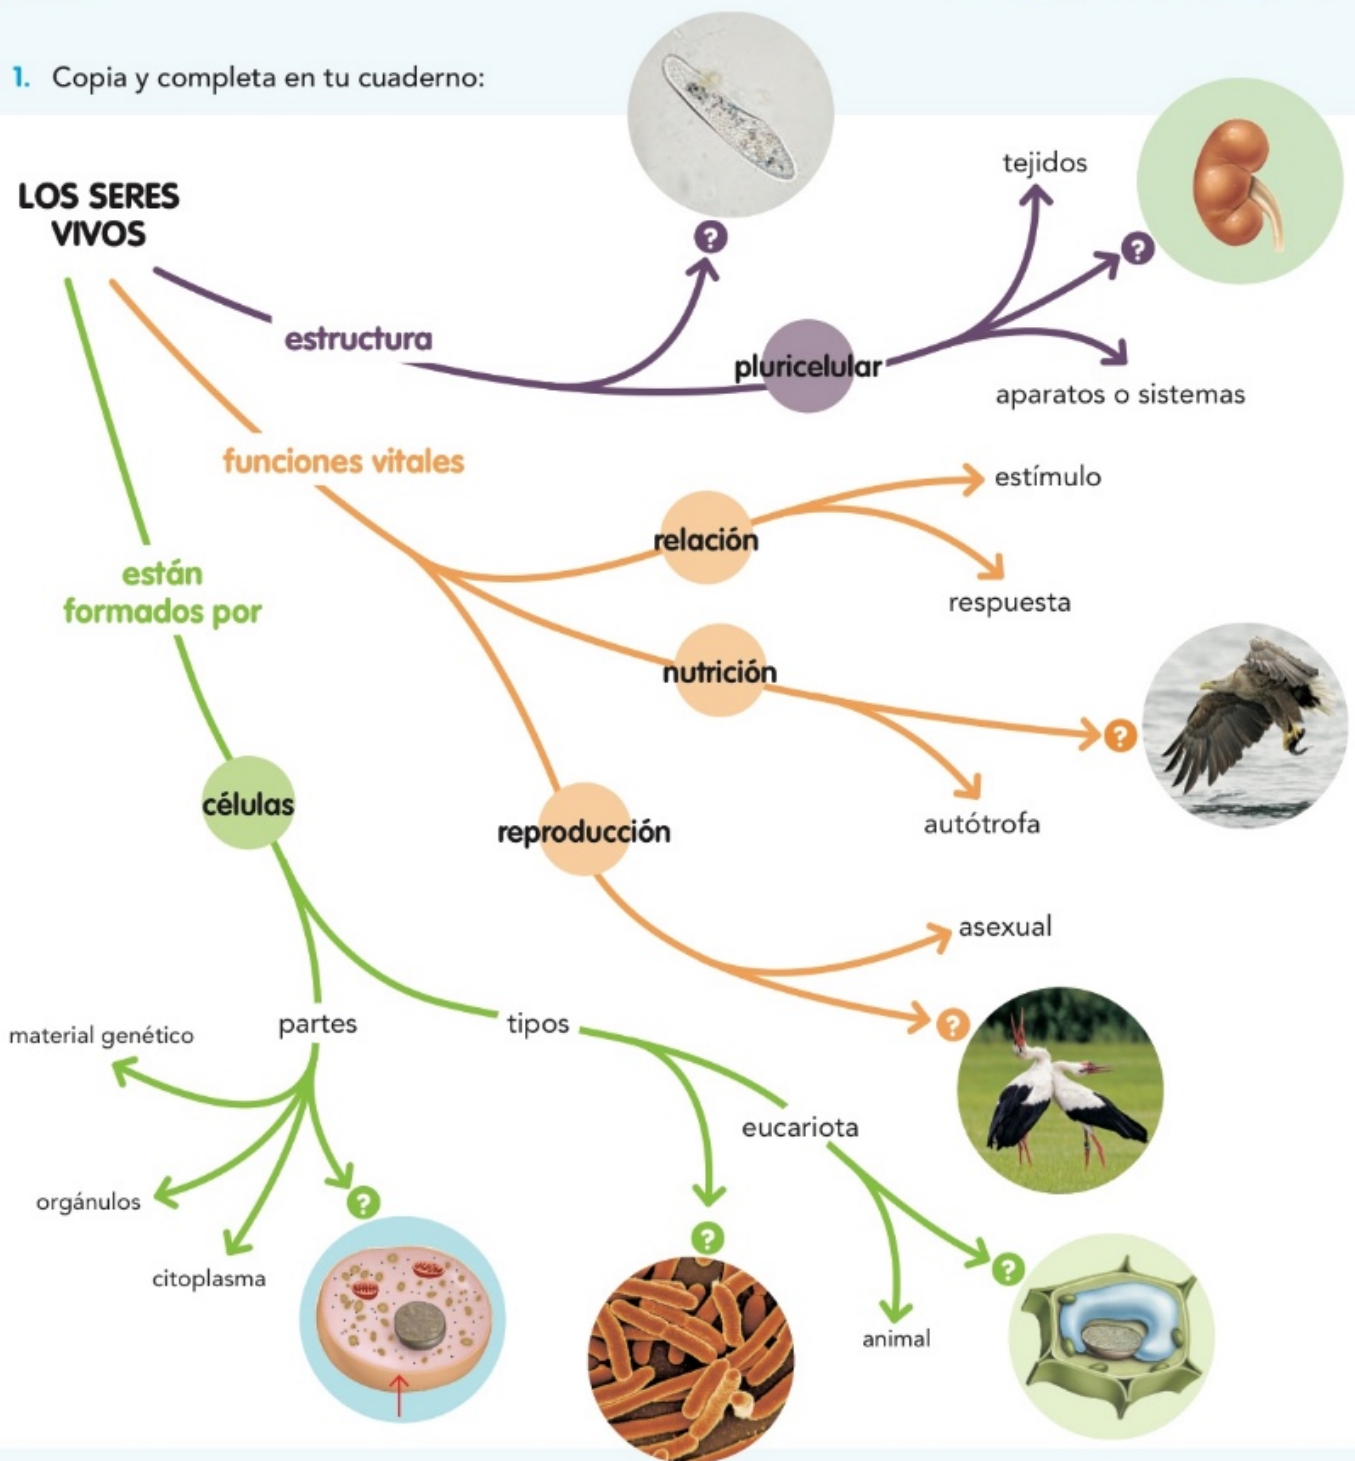 1. Copia y completa en tu cuaderno:
LOS SERES
VIVOS
estructura
?
pluricelular
tejidos
?
aparatos o sistemas
funciones vitales
relación
estímulo
respuesta
nutrición
?
autótrofa
reproducción
asexual
?
están
formados por
células
partes
material genético
orgánulos
citoplasma
?
tipos
?
eucariota
animal
?